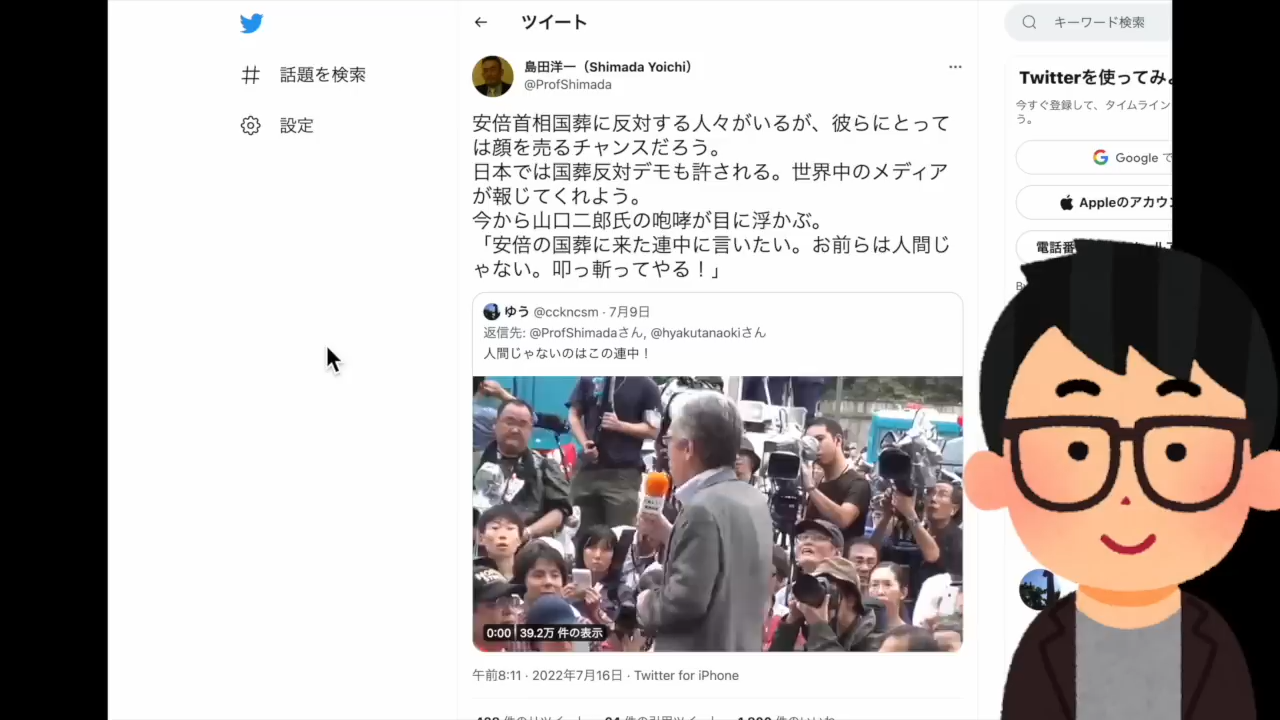 ツイート
キーワード検索
話題を検索
設定
島田洋一（Shimada Yoichi）
@ProfShimada
安倍首相国葬に反対する人々がいるが、彼らにとって
は顔を売るチャンスだろう。
日本では国葬反対デモも許される。世界中のメディア
が報じてくれよう。
今から山口二郎氏の咆哮が目に浮かぶ。
「安倍の国葬に来た連中に言いたい。お前らは人間じ
ゃない。叩っ斬ってやる！」
ゆう @cckncsm · 7月9日
返信先: @ProfShimadaさん, @hyakutanaokiさん
人間じゃないのはこの連中！
0:00 39.2万 件の表示
午前8:11 · 2022年7月16日 · Twitter for iPhone
Twitterを使ってみ
今すぐ登録して、タイムライン
う。
Google で
Appleのアカウ
電話番